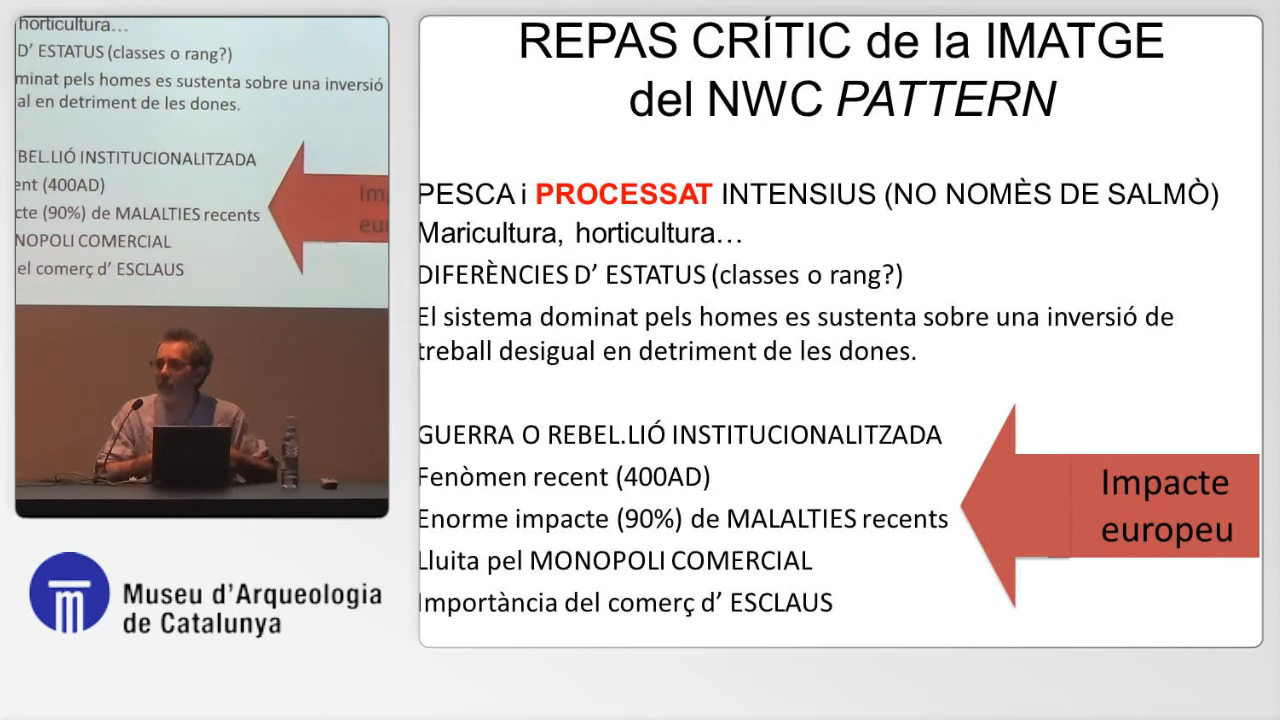 horticultura…
D’ ESTATUS (classes o rang?)
minat pels homes es sustenta sobre una inversió
al en detriment de les dones.
BEL.LIÓ INSTITUCIONALITZADA
ent (400AD)
cte (90%) de MALALTIES recents
NOPOLI COMERCIAL
el comerç d’ ESCLAUS
Im
eu
Museu d’Arqueologia
de Catalunya
REPAS CRÍTIC de la IMATGE
del NWC PATTERN
PESCA i PROCESSAT INTENSIUS (NO NOMÈS DE SALMÒ)
Maricultura, horticultura…
DIFERÈNCIES D’ ESTATUS (classes o rang?)
El sistema dominat pels homes es sustenta sobre una inversió de
treball desigual en detriment de les dones.
GUERRA O REBEL.LIÓ INSTITUCIONALITZADA
Fenòmen recent (400AD)
Enorme impacte (90%) de MALALTIES recents
Lluita pel MONOPOLI COMERCIAL
Importància del comerç d’ ESCLAUS
Impacte
europeu